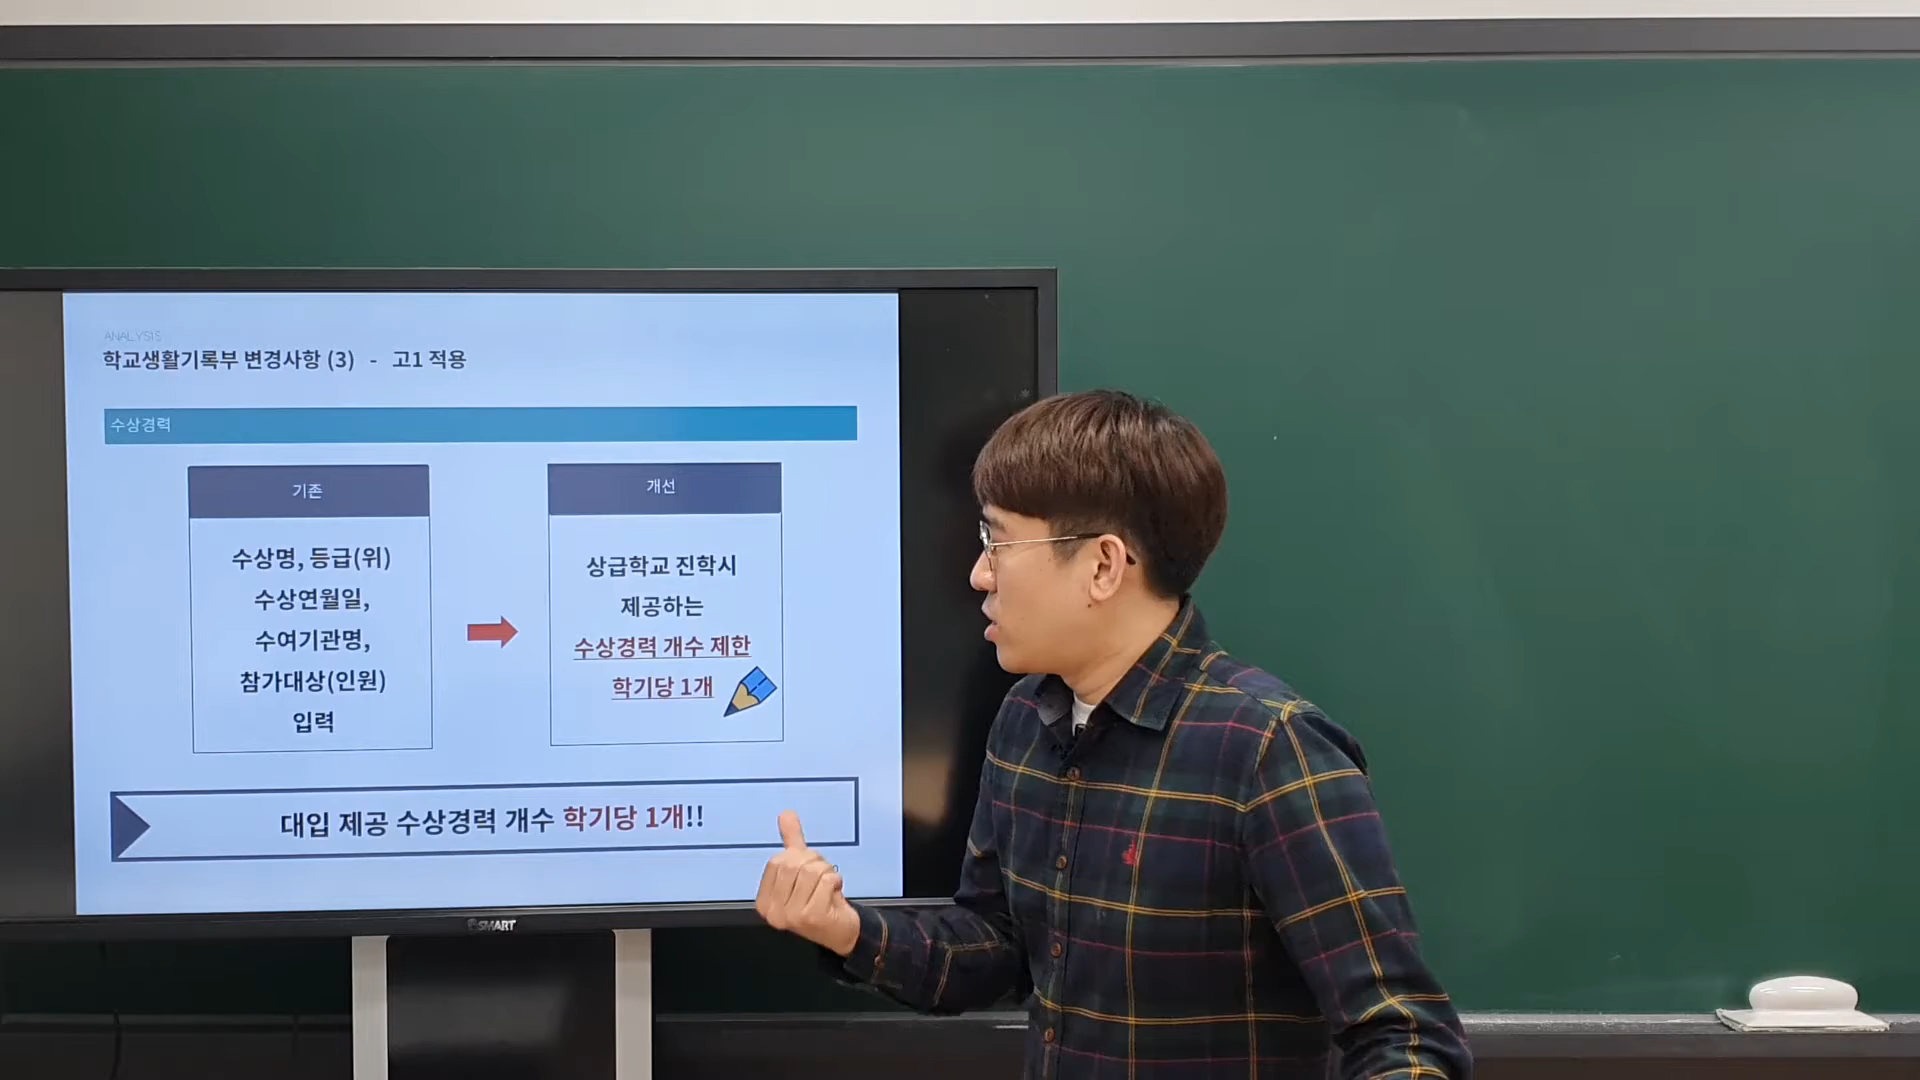 ANALYSIS
학교생활기록부 변경사항 (3) - 고1 적용
수상경력
기존
수상명, 등급(위)
수상연월일,
수여기관명,
참가대상(인원)
입력
개선
상급학교 진학시
제공하는
수상경력 개수 제한
학기당 1개
대입 제공 수상경력 개수 학기당 1개!!
SMART